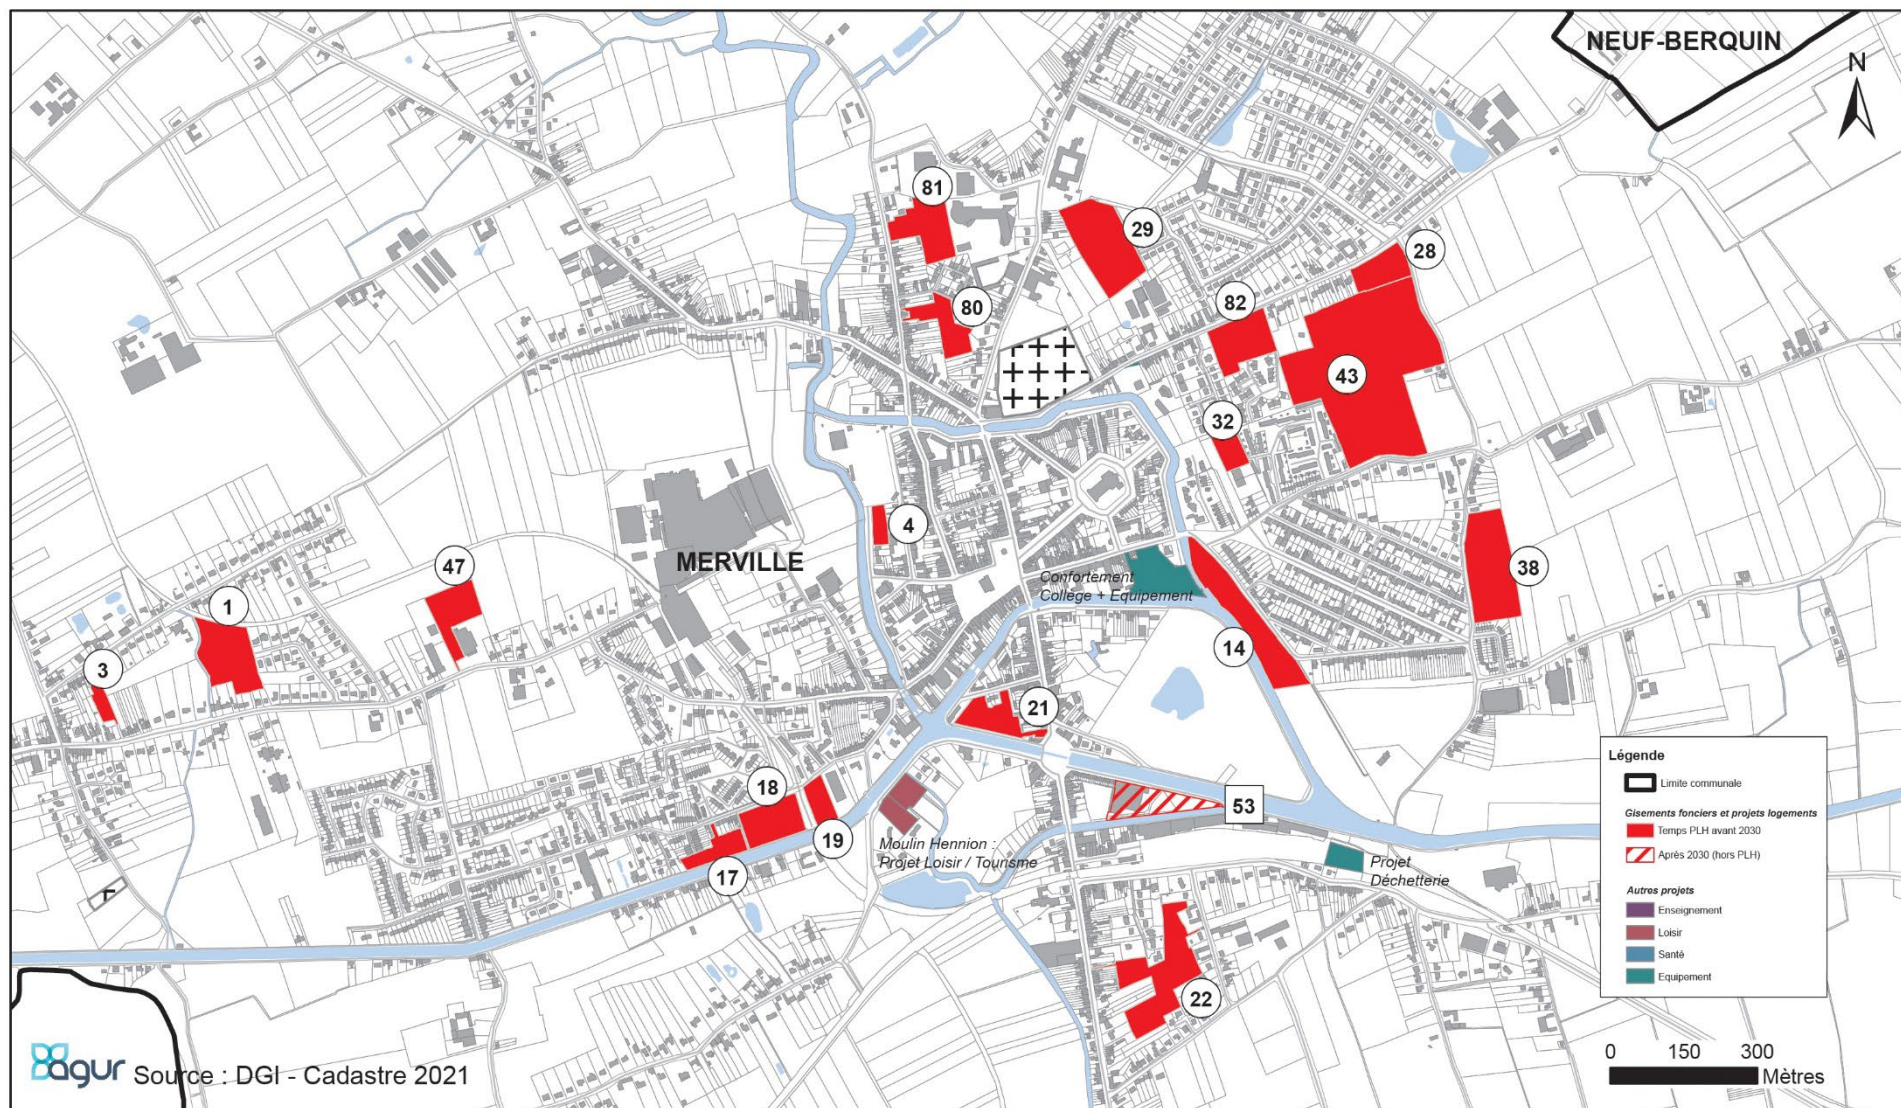 NEUF-BERQUIN
N
81
29
28
80
82
43
32
4
MERVILLE
47
1
3
38
Confortement
College + Equipement
14
21
18
53
19
17
Moulin Hennion :
Projet Loisir / Tourisme
Projet
Déchetterie
22
Légende
Limite communale
Gisements fonciers et projets logements
Temps PLH avant 2030
Après 2030 (hors PLH)
Autres projets
Enseignement
Loisir
Santé
Equipement
0 150 300
Mètres
agur Source : DGI - Cadastre 2021